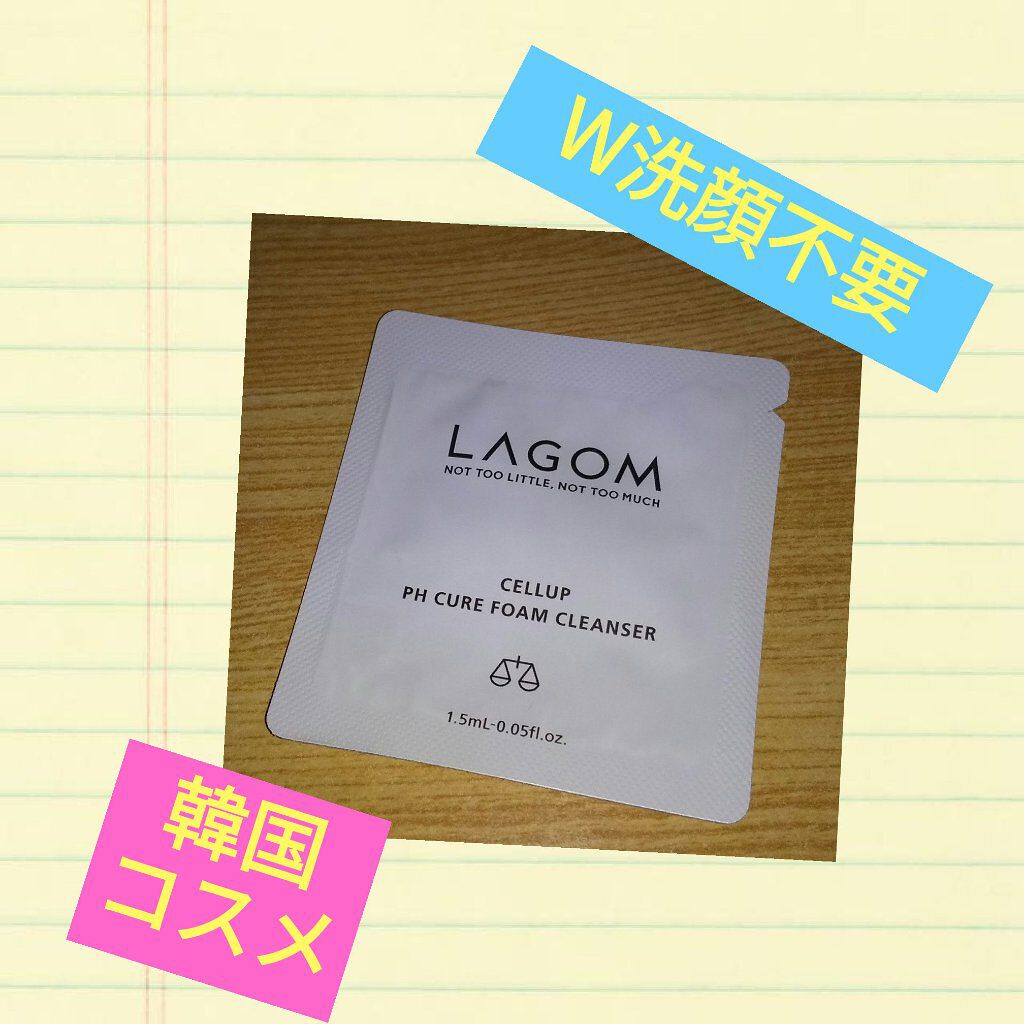 W洗顔不要
LAGOM
NOT TOO LITTLE, NOT TOO MUCH
CELLUP
PH CURE FOAM CLEANSER
1.5mL-0.05fl.oz.
韓国
コスメ